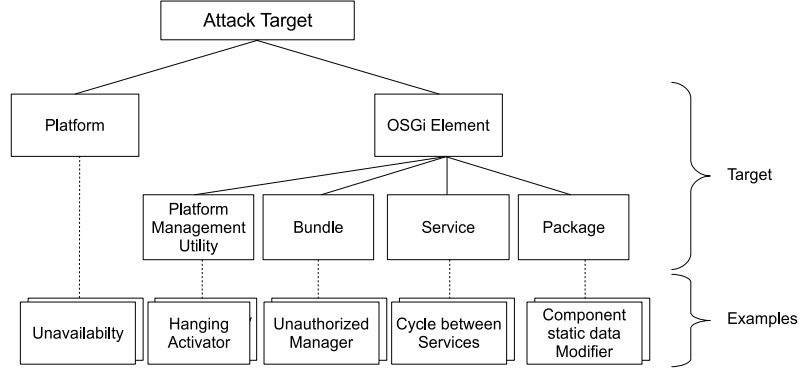 Attack Target
Platform
OSGi Element
Target
Platform
Management
Utility
Bundle
Service
Package
Unavailabilty
Hanging
Activator
Unauthorized
Manager
Cycle between
Services
Component
static data
Modifier
Examples